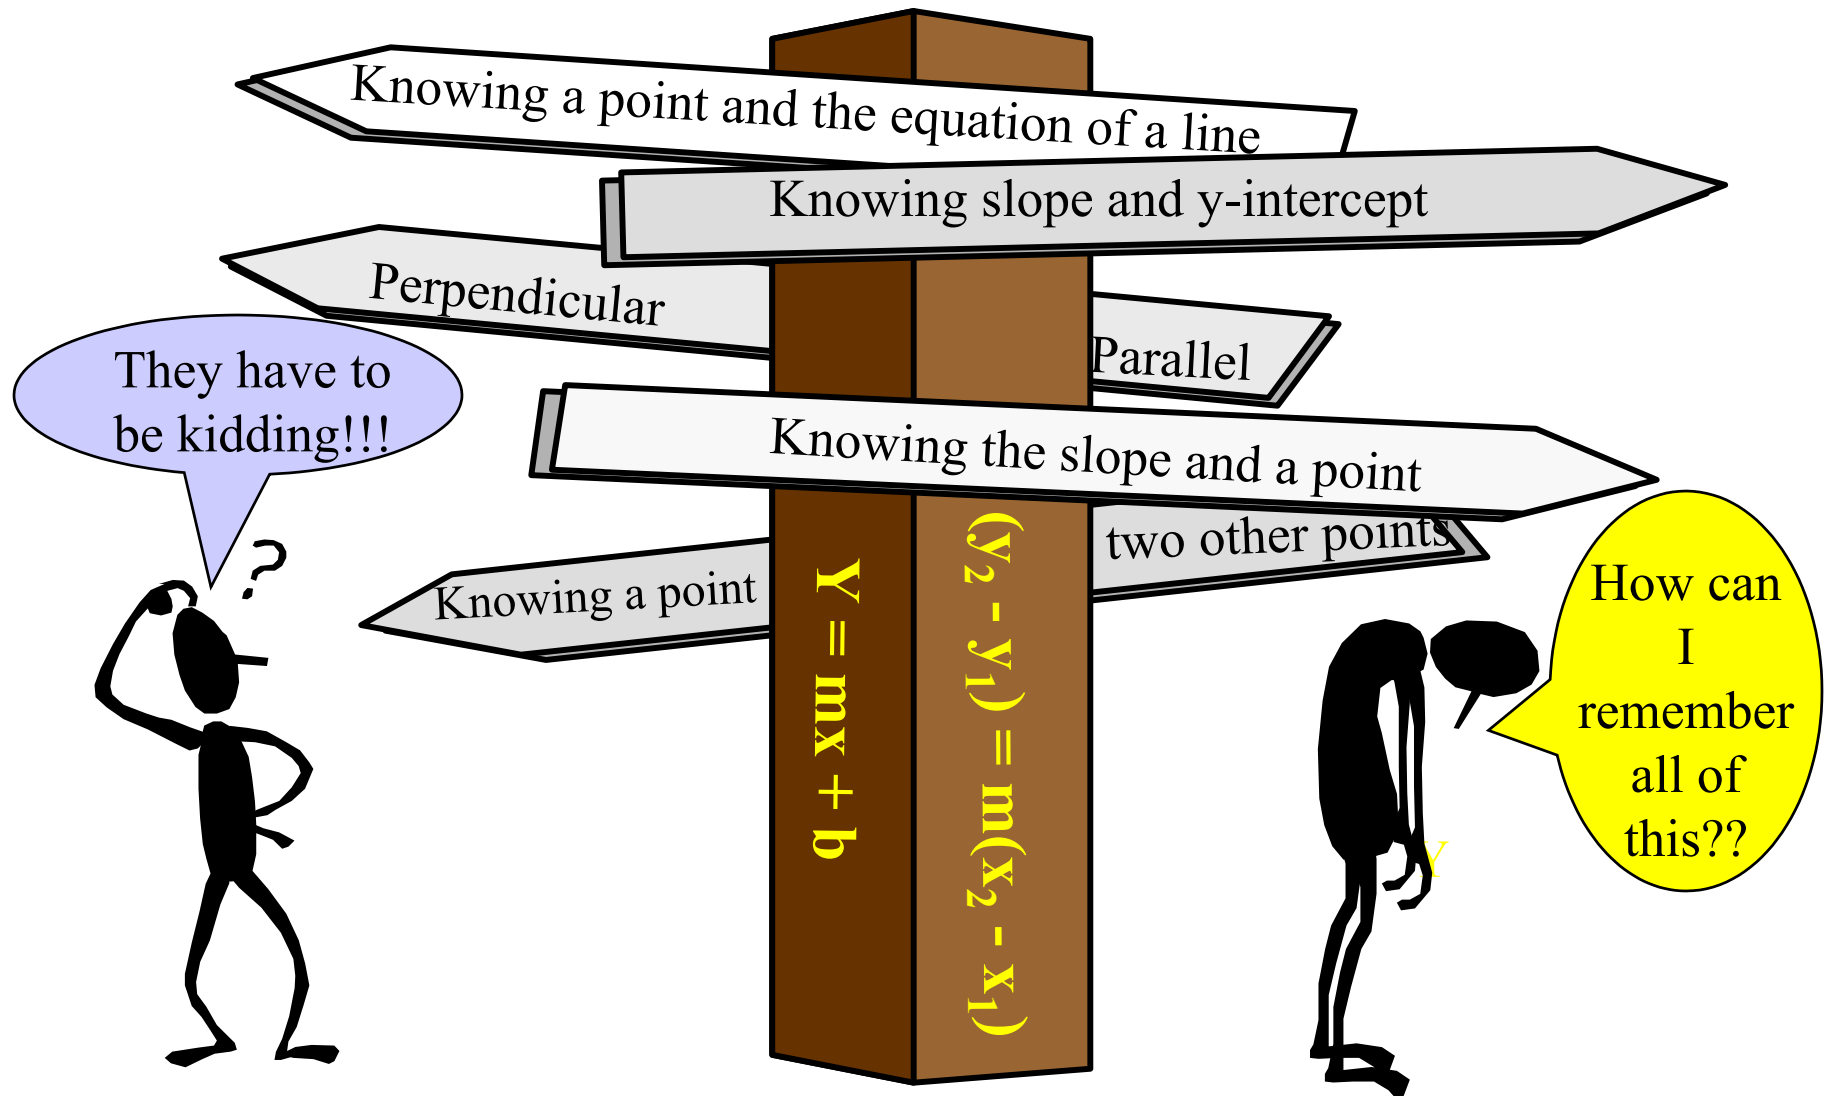 Knowing a point and the equation of a line
Knowing slope and y-intercept
Perpendicular
Parallel
They have to
be kidding!!!
Knowing the slope and a point
Knowing a point
two other points
?
Y = mx + b
(y₂ - y₁) = m(x₂ - x₁)
How can
I
remember
all of
this??
Y